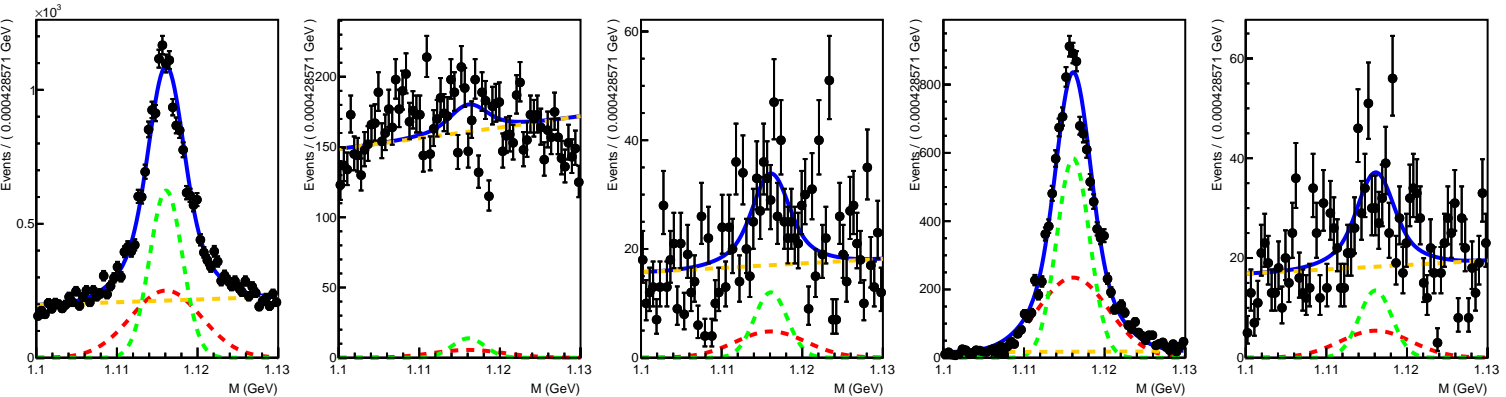 ×10³
Events / ( 0.000428571 GeV )
1
0.5
0
1.1 1.11 1.12 1.13
M (GeV)
Events / ( 0.000428571 GeV )
200
150
100
50
0
1.1 1.11 1.12 1.13
M (GeV)
Events / ( 0.000428571 GeV )
60
40
20
0
1.1 1.11 1.12 1.13
M (GeV)
Events / ( 0.000428571 GeV )
800
600
400
200
0
1.1 1.11 1.12 1.13
M (GeV)
Events / ( 0.000428571 GeV )
60
40
20
0
1.1 1.11 1.12 1.13
M (GeV)